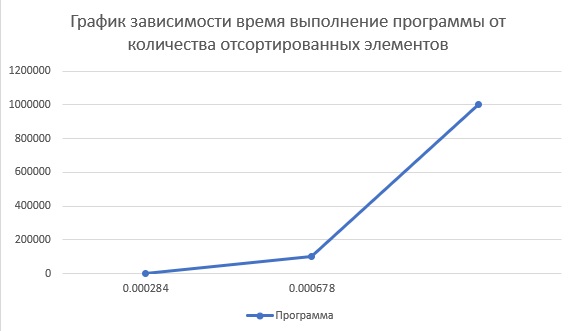 График зависимости время выполнение программы от
количества отсортированных элементов
1200000
1000000
800000
600000
400000
200000
0
0.000284 0.000678
Программа